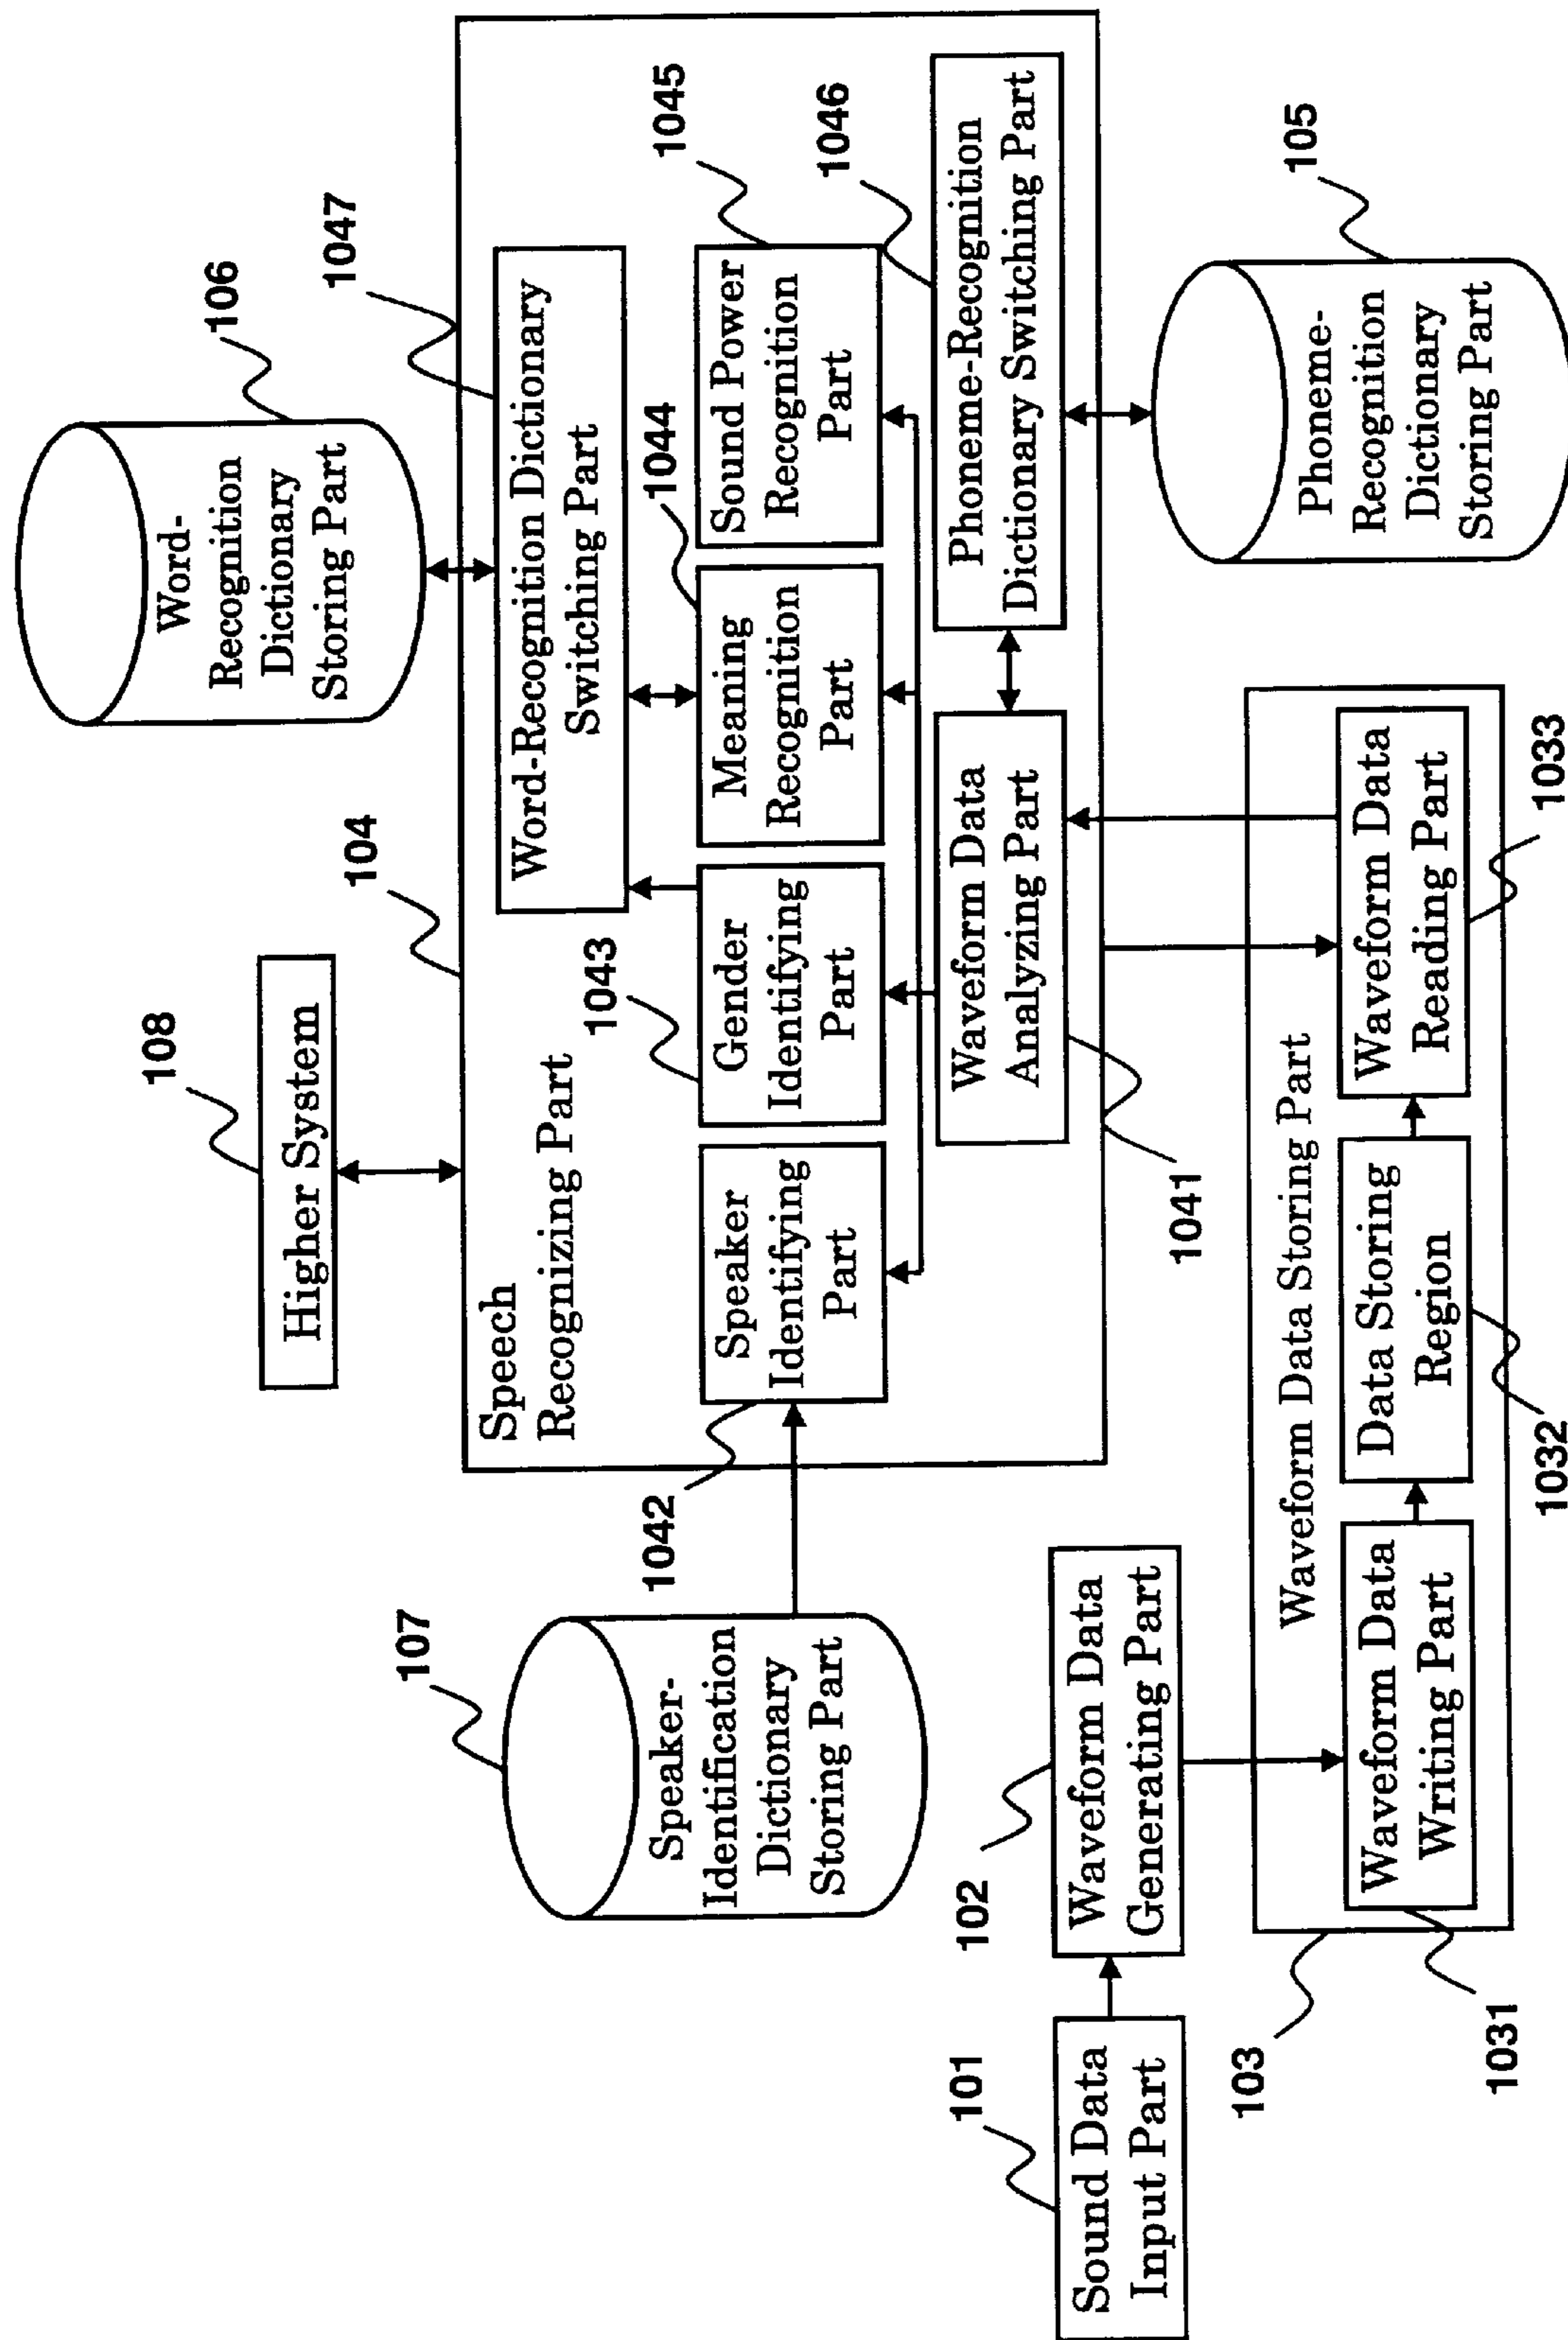 108
Higher System
104
106
Word-
Recognition
Dictionary
Storing Part
1047
Speech
Recognizing Part
Word-Recognition Dictionary
Switching Part
107
Speaker-
Identification
Dictionary
Storing Part
1042
Speaker
Identifying
Part
1043
Gender
Identifying
Part
1044
Meaning
Recognition
Part
1045
Sound Power
Recognition
Part
1046
Phoneme-Recognition
Dictionary Switching Part
Waveform Data
Analyzing Part
1041
105
Phoneme-
Recognition
Dictionary
Storing Part
101
Sound Data
Input Part
102
Waveform Data
Generating Part
103
Waveform Data Storing Part
Waveform Data
Writing Part
1031
Data Storing
Region
1032
Waveform Data
Reading Part
1033